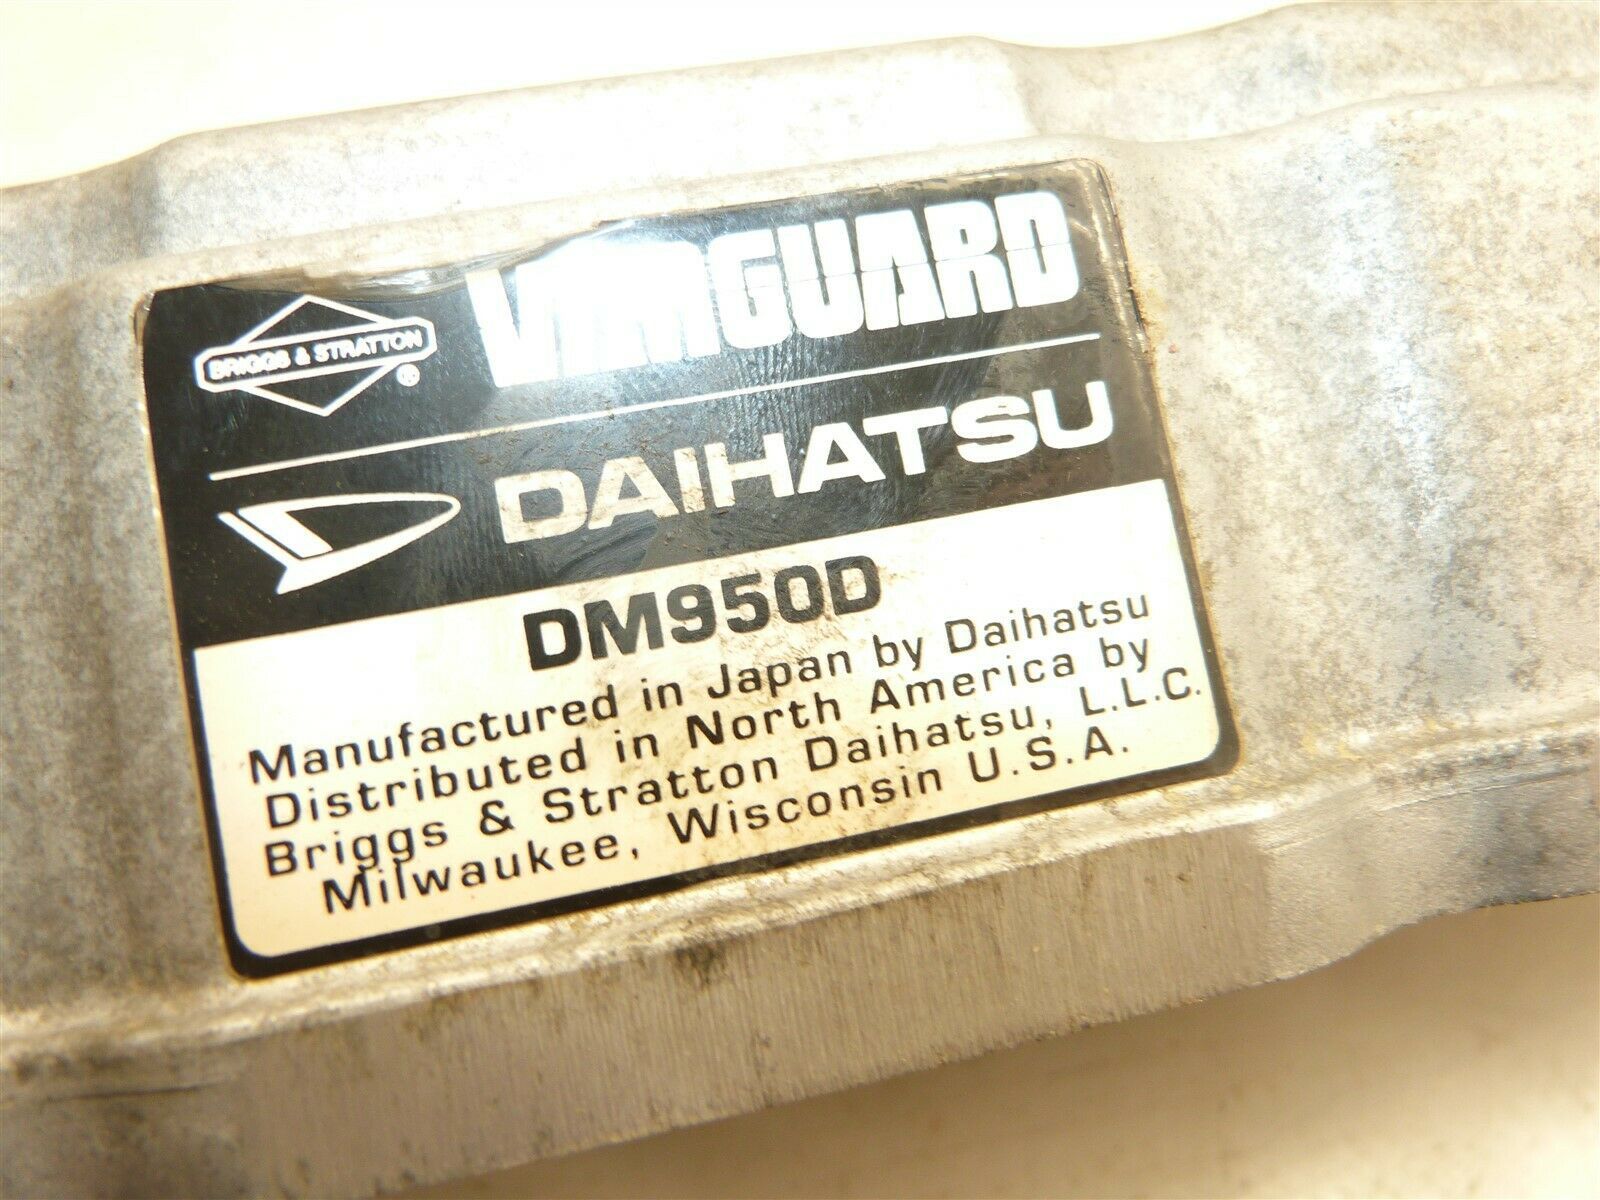 BRIGGS & STRATTON
®
VANGUARD
DAIHATSU
DM950D
Manufactured in Japan by Daihatsu
Distributed in North America by
Briggs & Stratton Daihatsu, L.L.C.
Milwaukee, Wisconsin U.S.A.